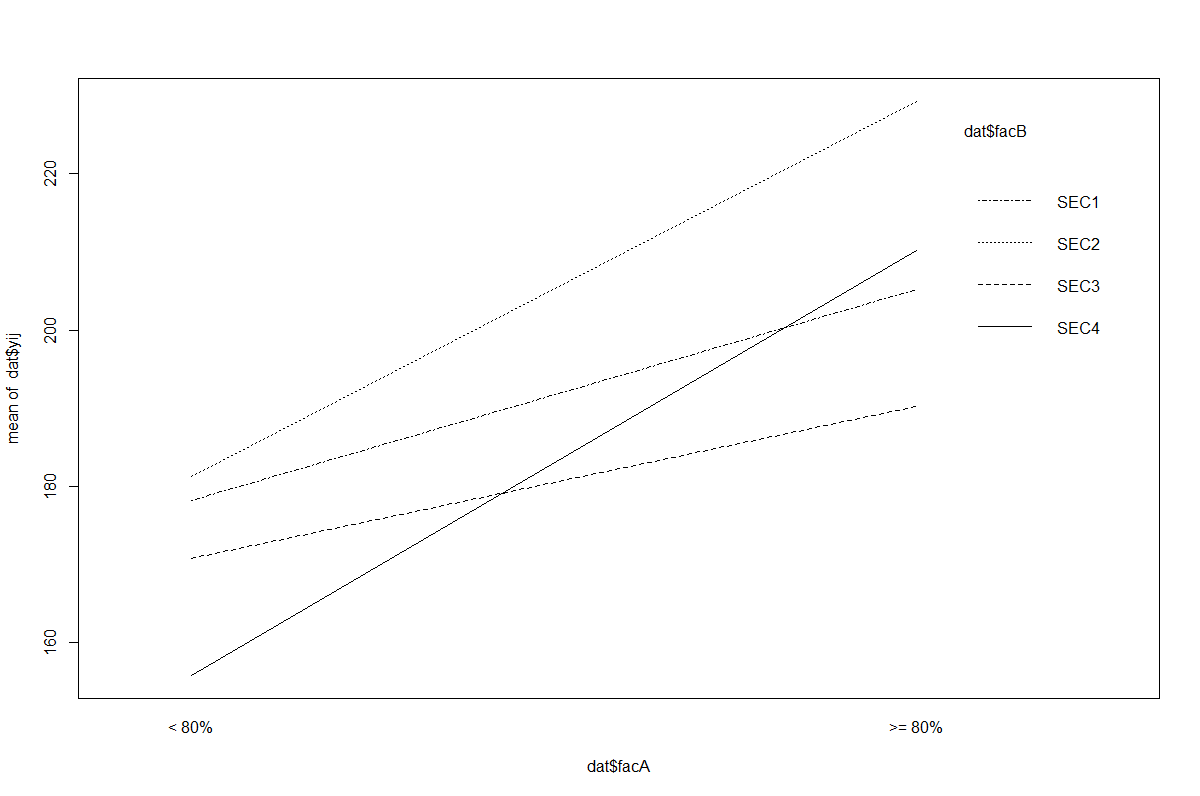 dat$facB
SEC1
SEC2
SEC3
SEC4
220
200
180
160
mean of dat$yij
< 80%
>= 80%
dat$facA